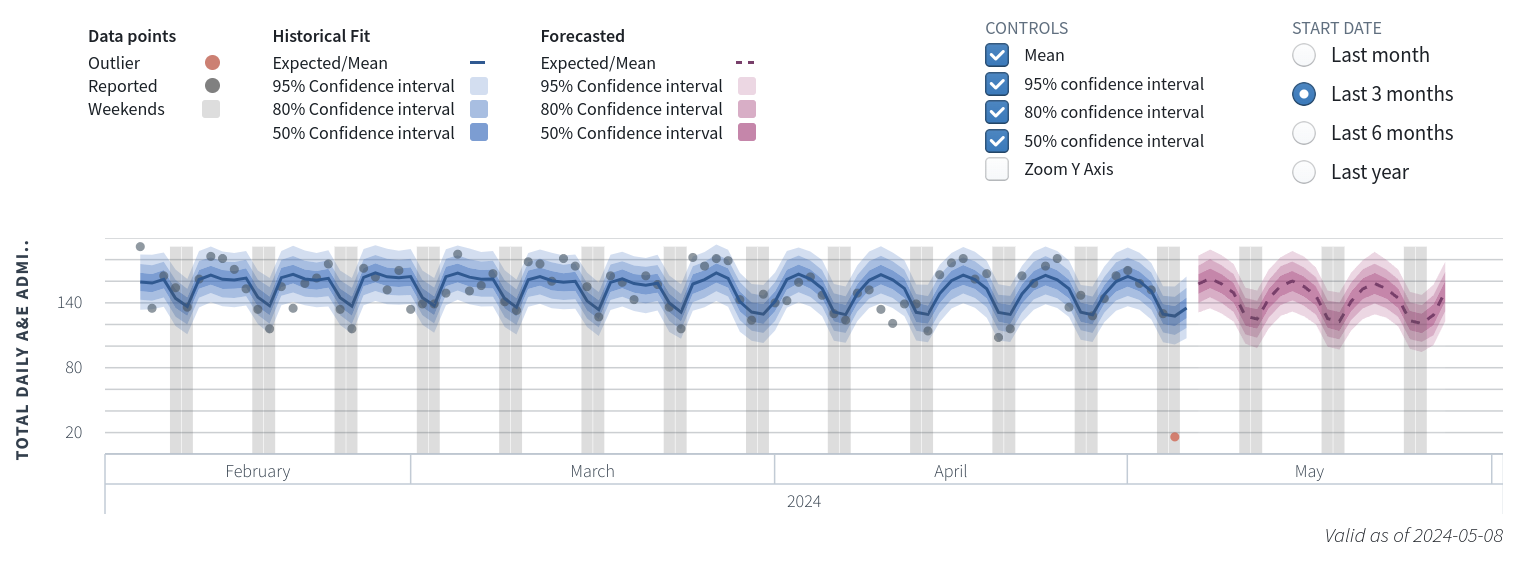 Data points
Outlier
Reported
Weekends
Historical Fit
Expected/Mean
95% Confidence interval
80% Confidence interval
50% Confidence interval
Forecasted
Expected/Mean
95% Confidence interval
80% Confidence interval
50% Confidence interval
CONTROLS
Mean
95% confidence interval
80% confidence interval
50% confidence interval
Zoom Y Axis
START DATE
Last month
Last 3 months
Last 6 months
Last year
TOTAL DAILY A&E ADMI..
140
80
20
February March April May
2024
Valid as of 2024-05-08